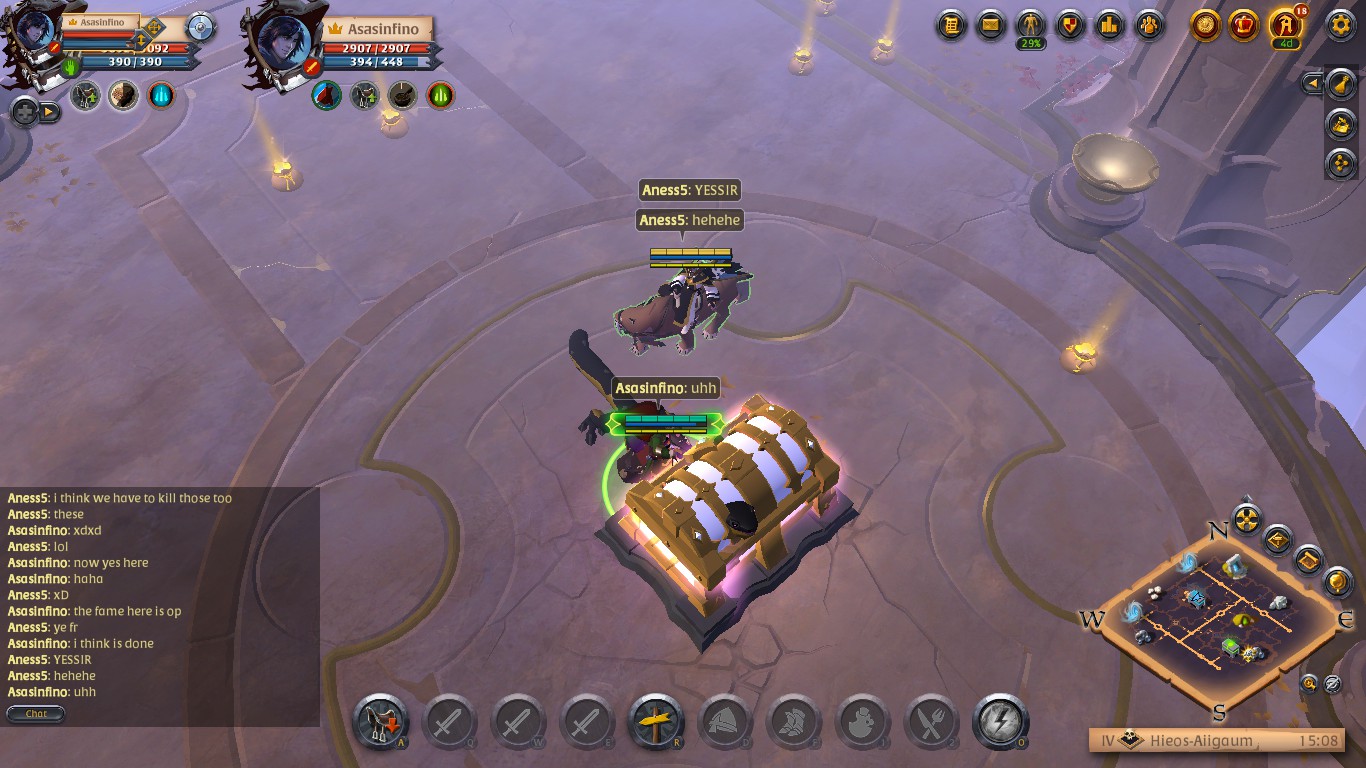 Asasinfino
092
390 / 390
Asasinfino
2907 / 2907
394 / 448
29%
18
4d
Aness5: YESSIR
Aness5: hehehe
Asasinfino: uhh
Aness5: i think we have to kill those too
Aness5: these
Asasinfino: xdxd
Aness5: lol
Asasinfino: now yes here
Asasinfino: haha
Aness5: xD
Asasinfino: the fame here is op
Aness5: ye fr
Asasinfino: i think is done
Aness5: YESSIR
Aness5: hehehe
Asasinfino: uhh
Chat
A
Q
W
E
R
D
F
O
N
W
E
S
IV Hieos-Aiigaum 15:08